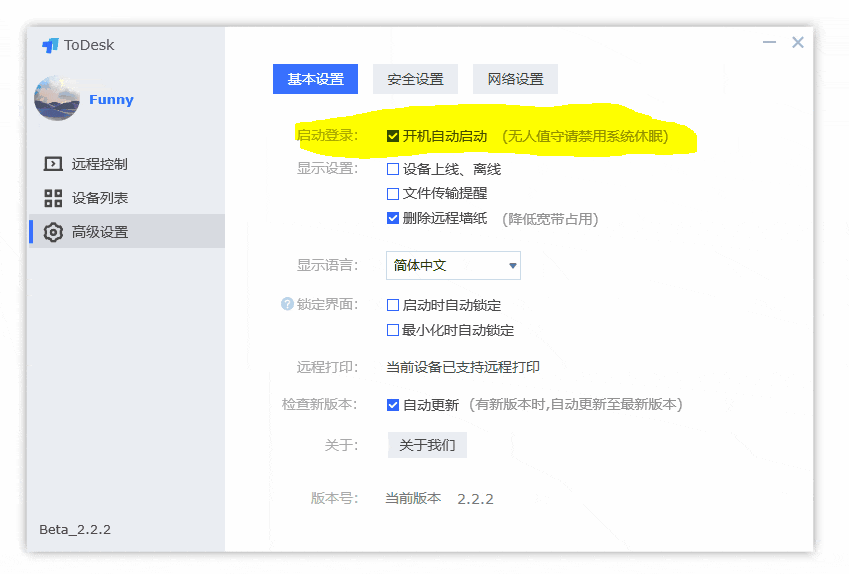 ToDesk
Funny
远程控制
设备列表
高级设置
Beta_2.2.2
基本设置 安全设置 网络设置
启动登录: 开机自动启动 (无人值守请禁用系统休眠)
显示设置: 设备上线、离线
文件传输提醒
删除远程墙纸 (降低宽带占用)
显示语言: 简体中文
? 锁定界面: 启动时自动锁定
最小化时自动锁定
远程打印: 当前设备已支持远程打印
检查新版本: 自动更新 (有新版本时,自动更新至最新版本)
关于: 关于我们
版本号: 当前版本 2.2.2